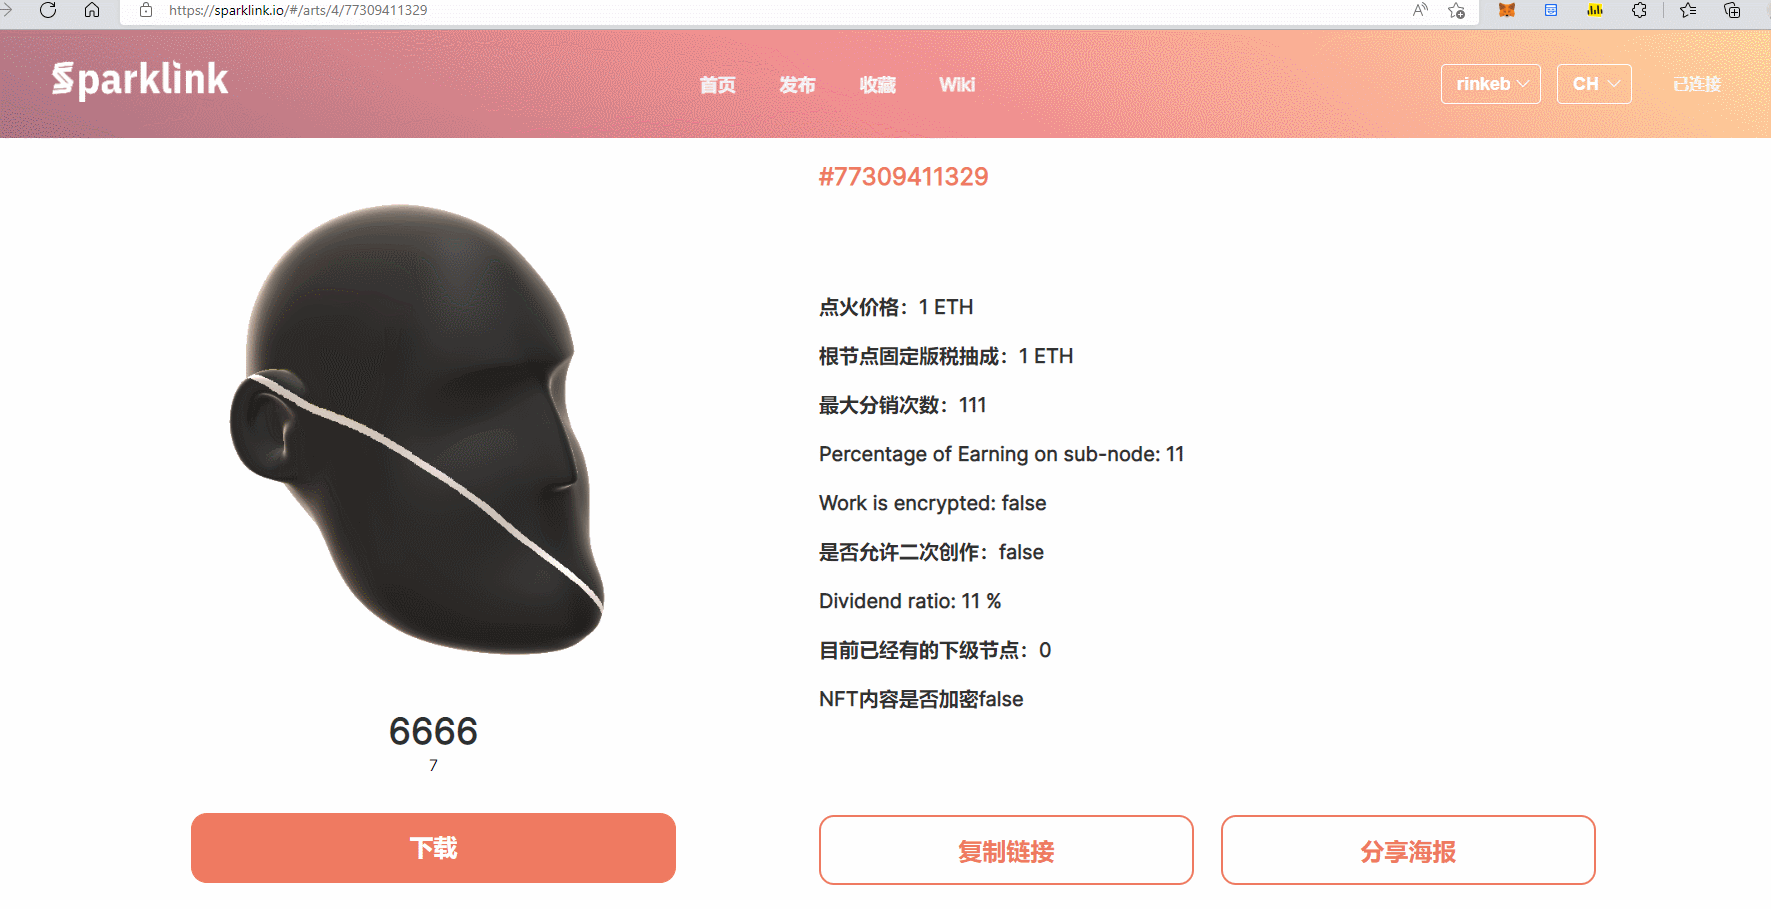 https://sparklink.io/#/arts/4/77309411329
Sparklink
首页 发布 收藏 Wiki
rinkeb CH 已连接
#77309411329
点火价格：1 ETH
根节点固定版税抽成：1 ETH
最大分销次数：111
Percentage of Earning on sub-node: 11
Work is encrypted: false
是否允许二次创作：false
Dividend ratio: 11 %
目前已经有的下级节点：0
NFT内容是否加密false
6666
7
下载
复制链接 分享海报